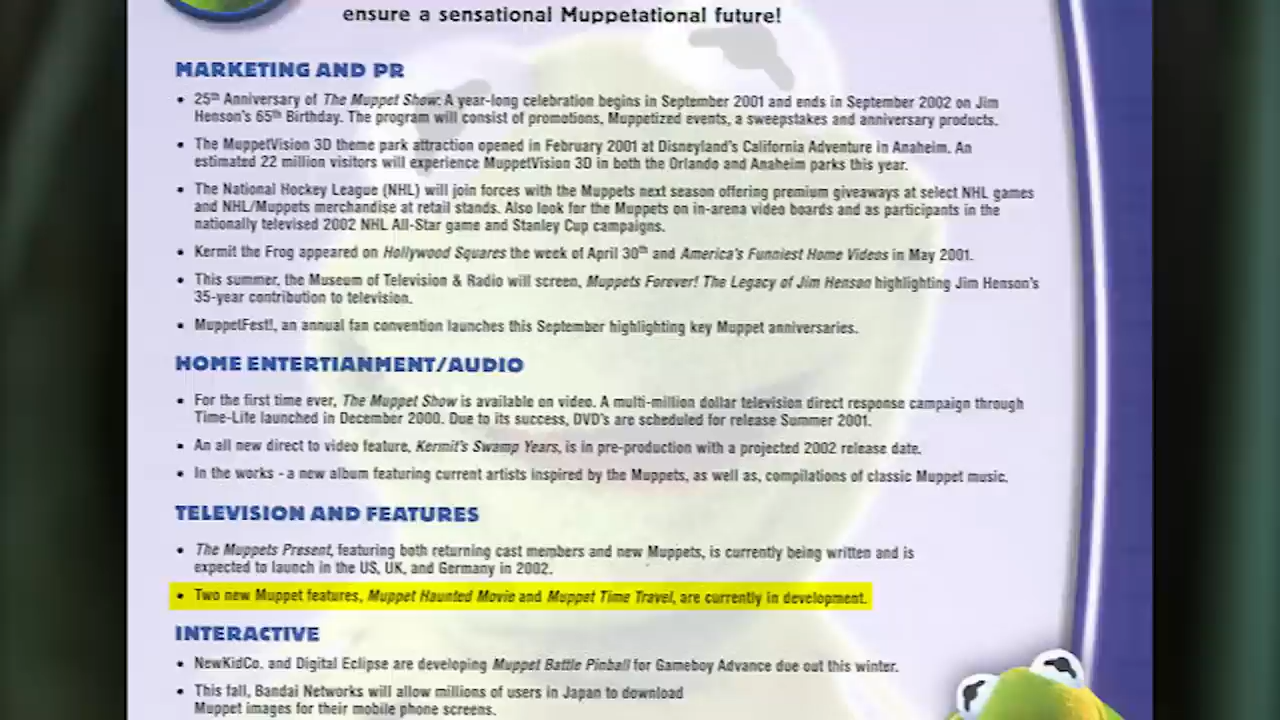 ensure a sensational Muppetational future!
MARKETING AND PR
• 25th Anniversary of The Muppet Show: A year-long celebration begins in September 2001 and ends in September 2002 on Jim
Henson's 65th Birthday. The program will consist of promotions, Muppetized events, a sweepstakes and anniversary products.
• The MuppetVision 3D theme park attraction opened in February 2001 at Disneyland's California Adventure in Anaheim. An
estimated 22 million visitors will experience MuppetVision 3D in both the Orlando and Anaheim parks this year.
• The National Hockey League (NHL) will join forces with the Muppets next season offering premium giveaways at select NHL games
and NHL/Muppets merchandise at retail stands. Also look for the Muppets on in-arena video boards and as participants in the
nationally televised 2002 NHL All-Star game and Stanley Cup campaigns.
• Kermit the Frog appeared on Hollywood Squares the week of April 30th and America's Funniest Home Videos in May 2001.
• This summer, the Museum of Television & Radio will screen, Muppets Forever! The Legacy of Jim Henson highlighting Jim Henson's
35-year contribution to television.
• MuppetFest!, an annual fan convention launches this September highlighting key Muppet anniversaries.
HOME ENTERTIANMENT/AUDIO
• For the first time ever, The Muppet Show is available on video. A multi-million dollar television direct response campaign through
Time-Life launched in December 2000. Due to its success, DVD's are scheduled for release Summer 2001.
• An all new direct to video feature, Kermit's Swamp Years, is in pre-production with a projected 2002 release date.
• In the works - a new album featuring current artists inspired by the Muppets, as well as, compilations of classic Muppet music.
TELEVISION AND FEATURES
• The Muppets Present, featuring both returning cast members and new Muppets, is currently being written and is
expected to launch in the US, UK, and Germany in 2002.
• Two new Muppet features, Muppet Haunted Movie and Muppet Time Travel, are currently in development.
INTERACTIVE
• NewKidCo. and Digital Eclipse are developing Muppet Battle Pinball for Gameboy Advance due out this winter.
• This fall, Bandai Networks will allow millions of users in Japan to download
Muppet images for their mobile phone screens.